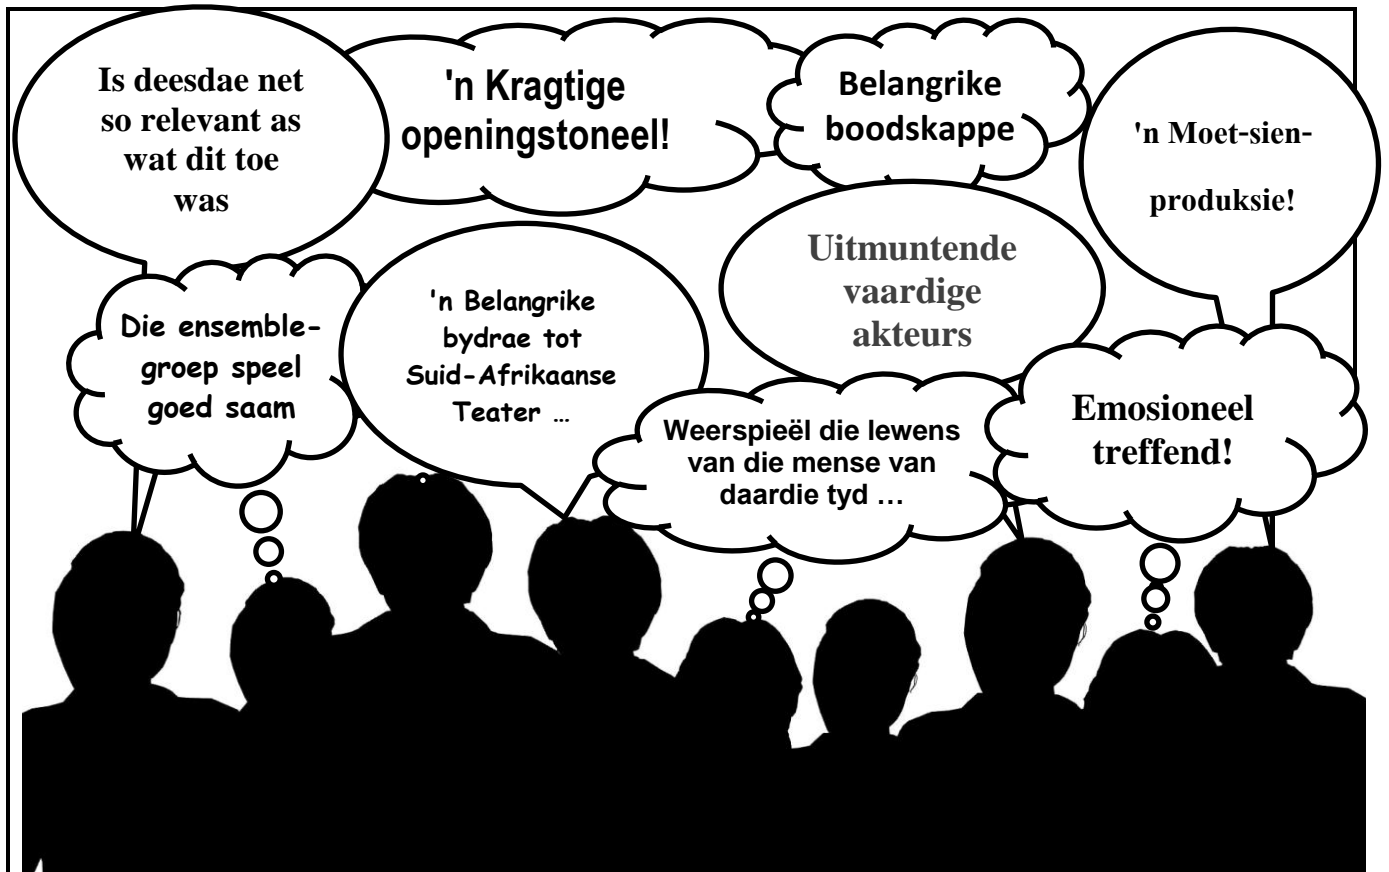 Is deesdae net
so relevant as
wat dit toe
was
'n Kragtige
openingstoneel!
Belangrike
boodskappe
'n Moet-sien-
produksie!
Uitmuntende
vaardige
akteurs
Die ensemble-
groep speel
goed saam
'n Belangrike
bydrae tot
Suid-Afrikaanse
Teater …
Weerspieël die lewens
van die mense van
daardie tyd …
Emosioneel
treffend!